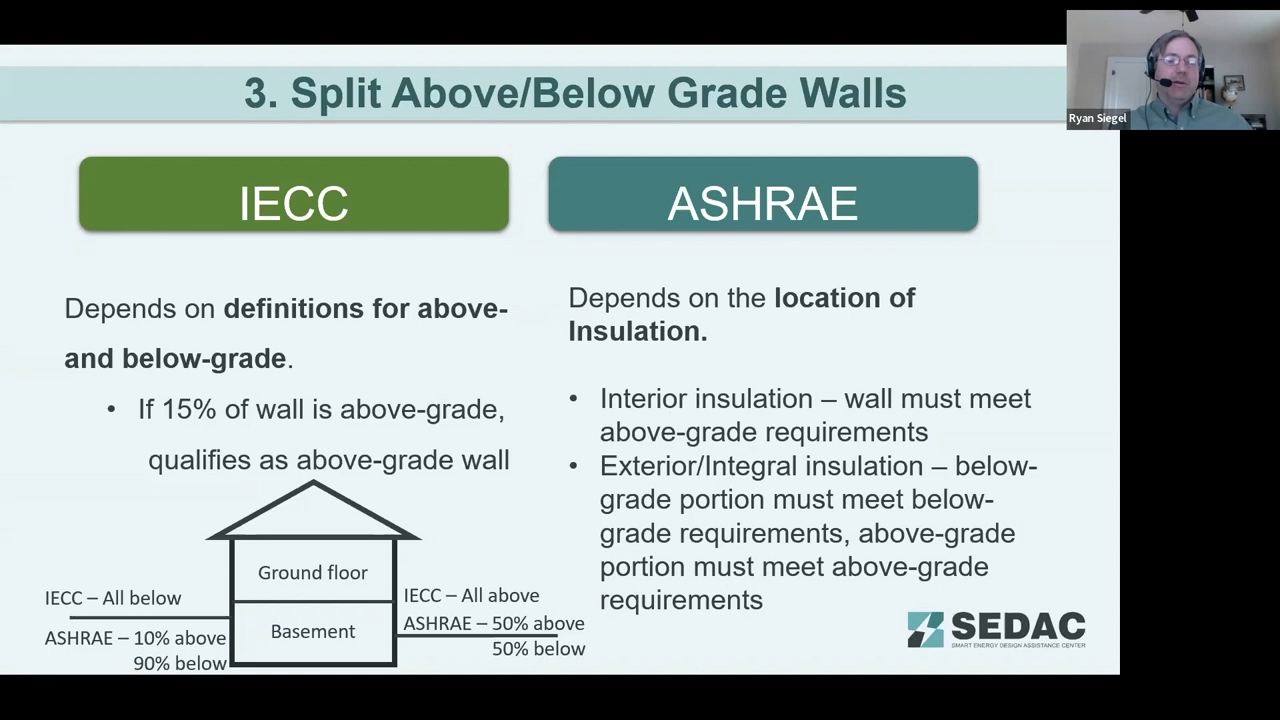 3. Split Above/Below Grade Walls
Ryan Siegel
IECC
ASHRAE
Depends on definitions for above-
and below-grade.
• If 15% of wall is above-grade,
qualifies as above-grade wall
Depends on the location of
Insulation.
• Interior insulation – wall must meet
above-grade requirements
• Exterior/Integral insulation – below-
grade portion must meet below-
grade requirements, above-grade
portion must meet above-grade
requirements
IECC – All below
ASHRAE – 10% above
90% below
Ground floor
Basement
IECC – All above
ASHRAE – 50% above
50% below
SEDAC
SMART ENERGY DESIGN ASSISTANCE CENTER